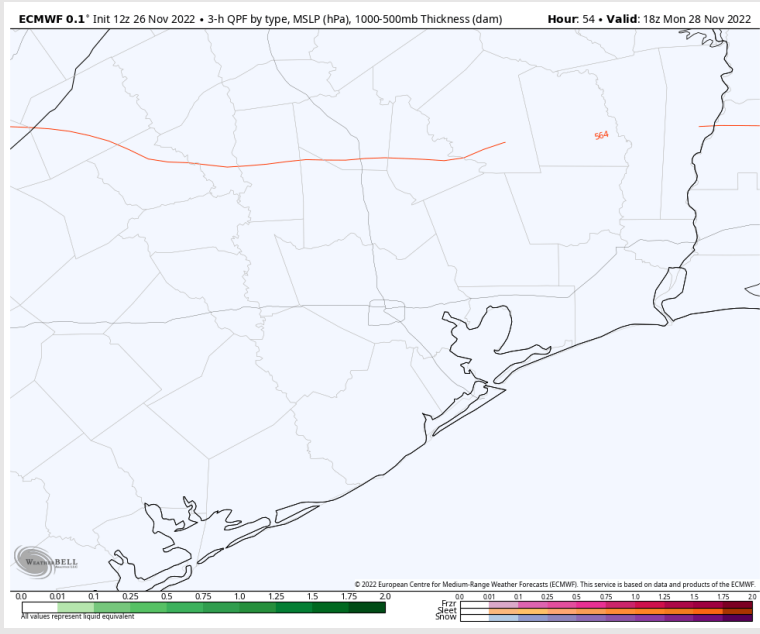 ECMWF 0.1° Init 12z 26 Nov 2022 • 3-h QPF by type, MSLP (hPa), 1000-500mb Thickness (dam) Hour: 54 • Valid: 18z Mon 28 Nov 2022
564
WEATHERBELL
© 2022 European Centre for Medium-Range Weather Forecasts (ECMWF). This service is based on data and products of the ECMWF.
0.0 0.01 0.1 0.25 0.5 0.75 1.0 1.25 1.5 1.75 2.0
All values represent liquid equivalent
0.0 0.01 0.1 0.25 0.5 0.75 1.0 1.25 1.5 1.75 2.0
Frzr
Sleet
Snow